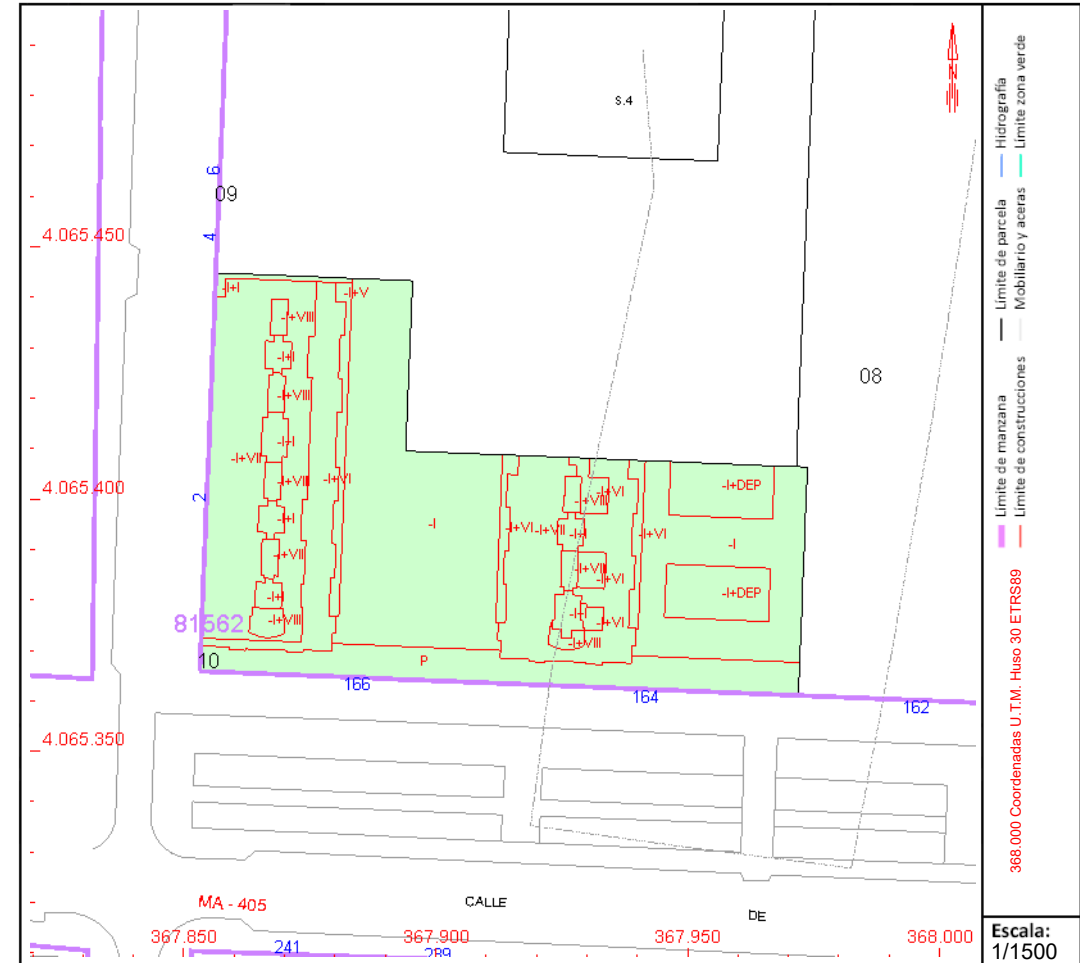 S.4
N
6
09
4
4.065.450
-I+I
-I+V
-I+VIII
-I+I
08
-I+VIII
-I+I
-I+VII
-I+VIII
-I+VI
-I+DEP
4.065.400
2
-I+VI
-I+VIII
-I+I
-I
-I+VI
-I+VII
-I+I
-I+VI
-I
-I+VII
-I+VII
-I+VI
-I+DEP
-I+I
-I+I
81562
-I+VIII
-I+VI
-I+VIII
10
P
166
164
162
4.065.350
MA - 405
CALLE
DE
367.850
367.900
367.950
368.000
241
289
368.000 Coordenadas U.T.M. Huso 30 ETRS89
Límite de manzana
Límite de parcela
Hidrografía
Límite de construcciones
Mobiliario y aceras
Límite zona verde
Escala:
1/1500